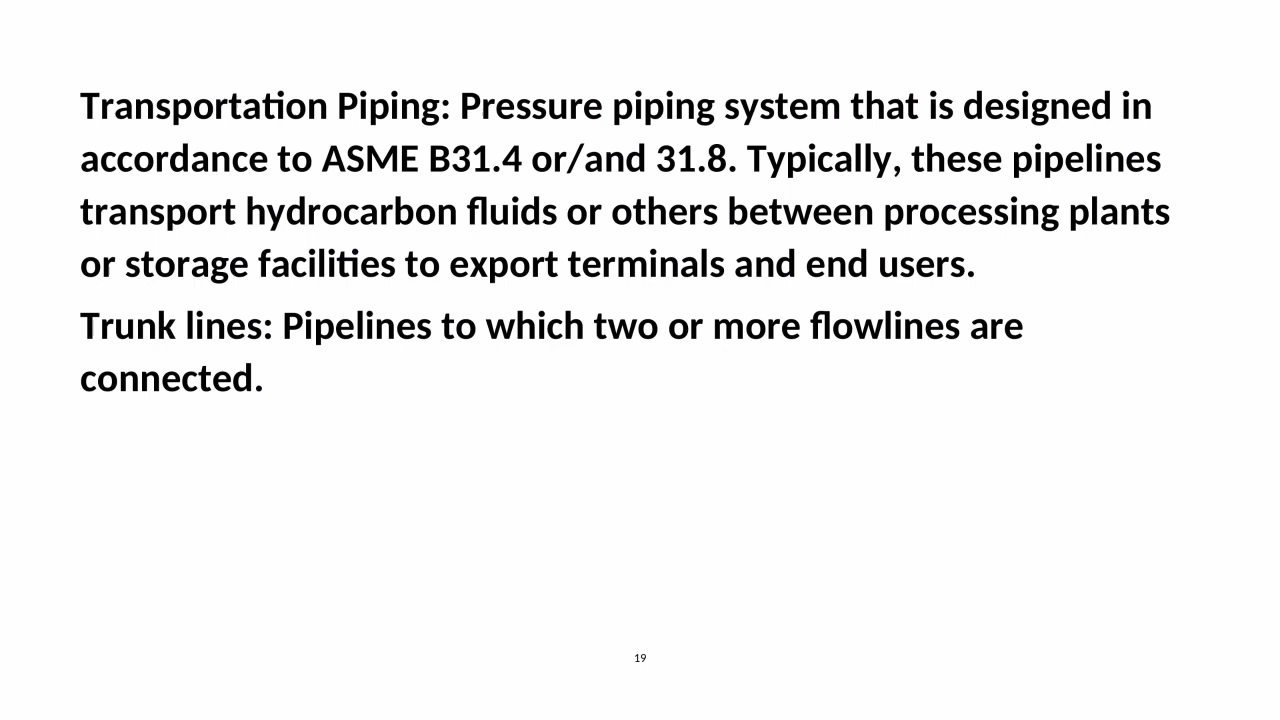 Transportation Piping: Pressure piping system that is designed in
accordance to ASME B31.4 or/and 31.8. Typically, these pipelines
transport hydrocarbon fluids or others between processing plants
or storage facilities to export terminals and end users.
Trunk lines: Pipelines to which two or more flowlines are
connected.
19